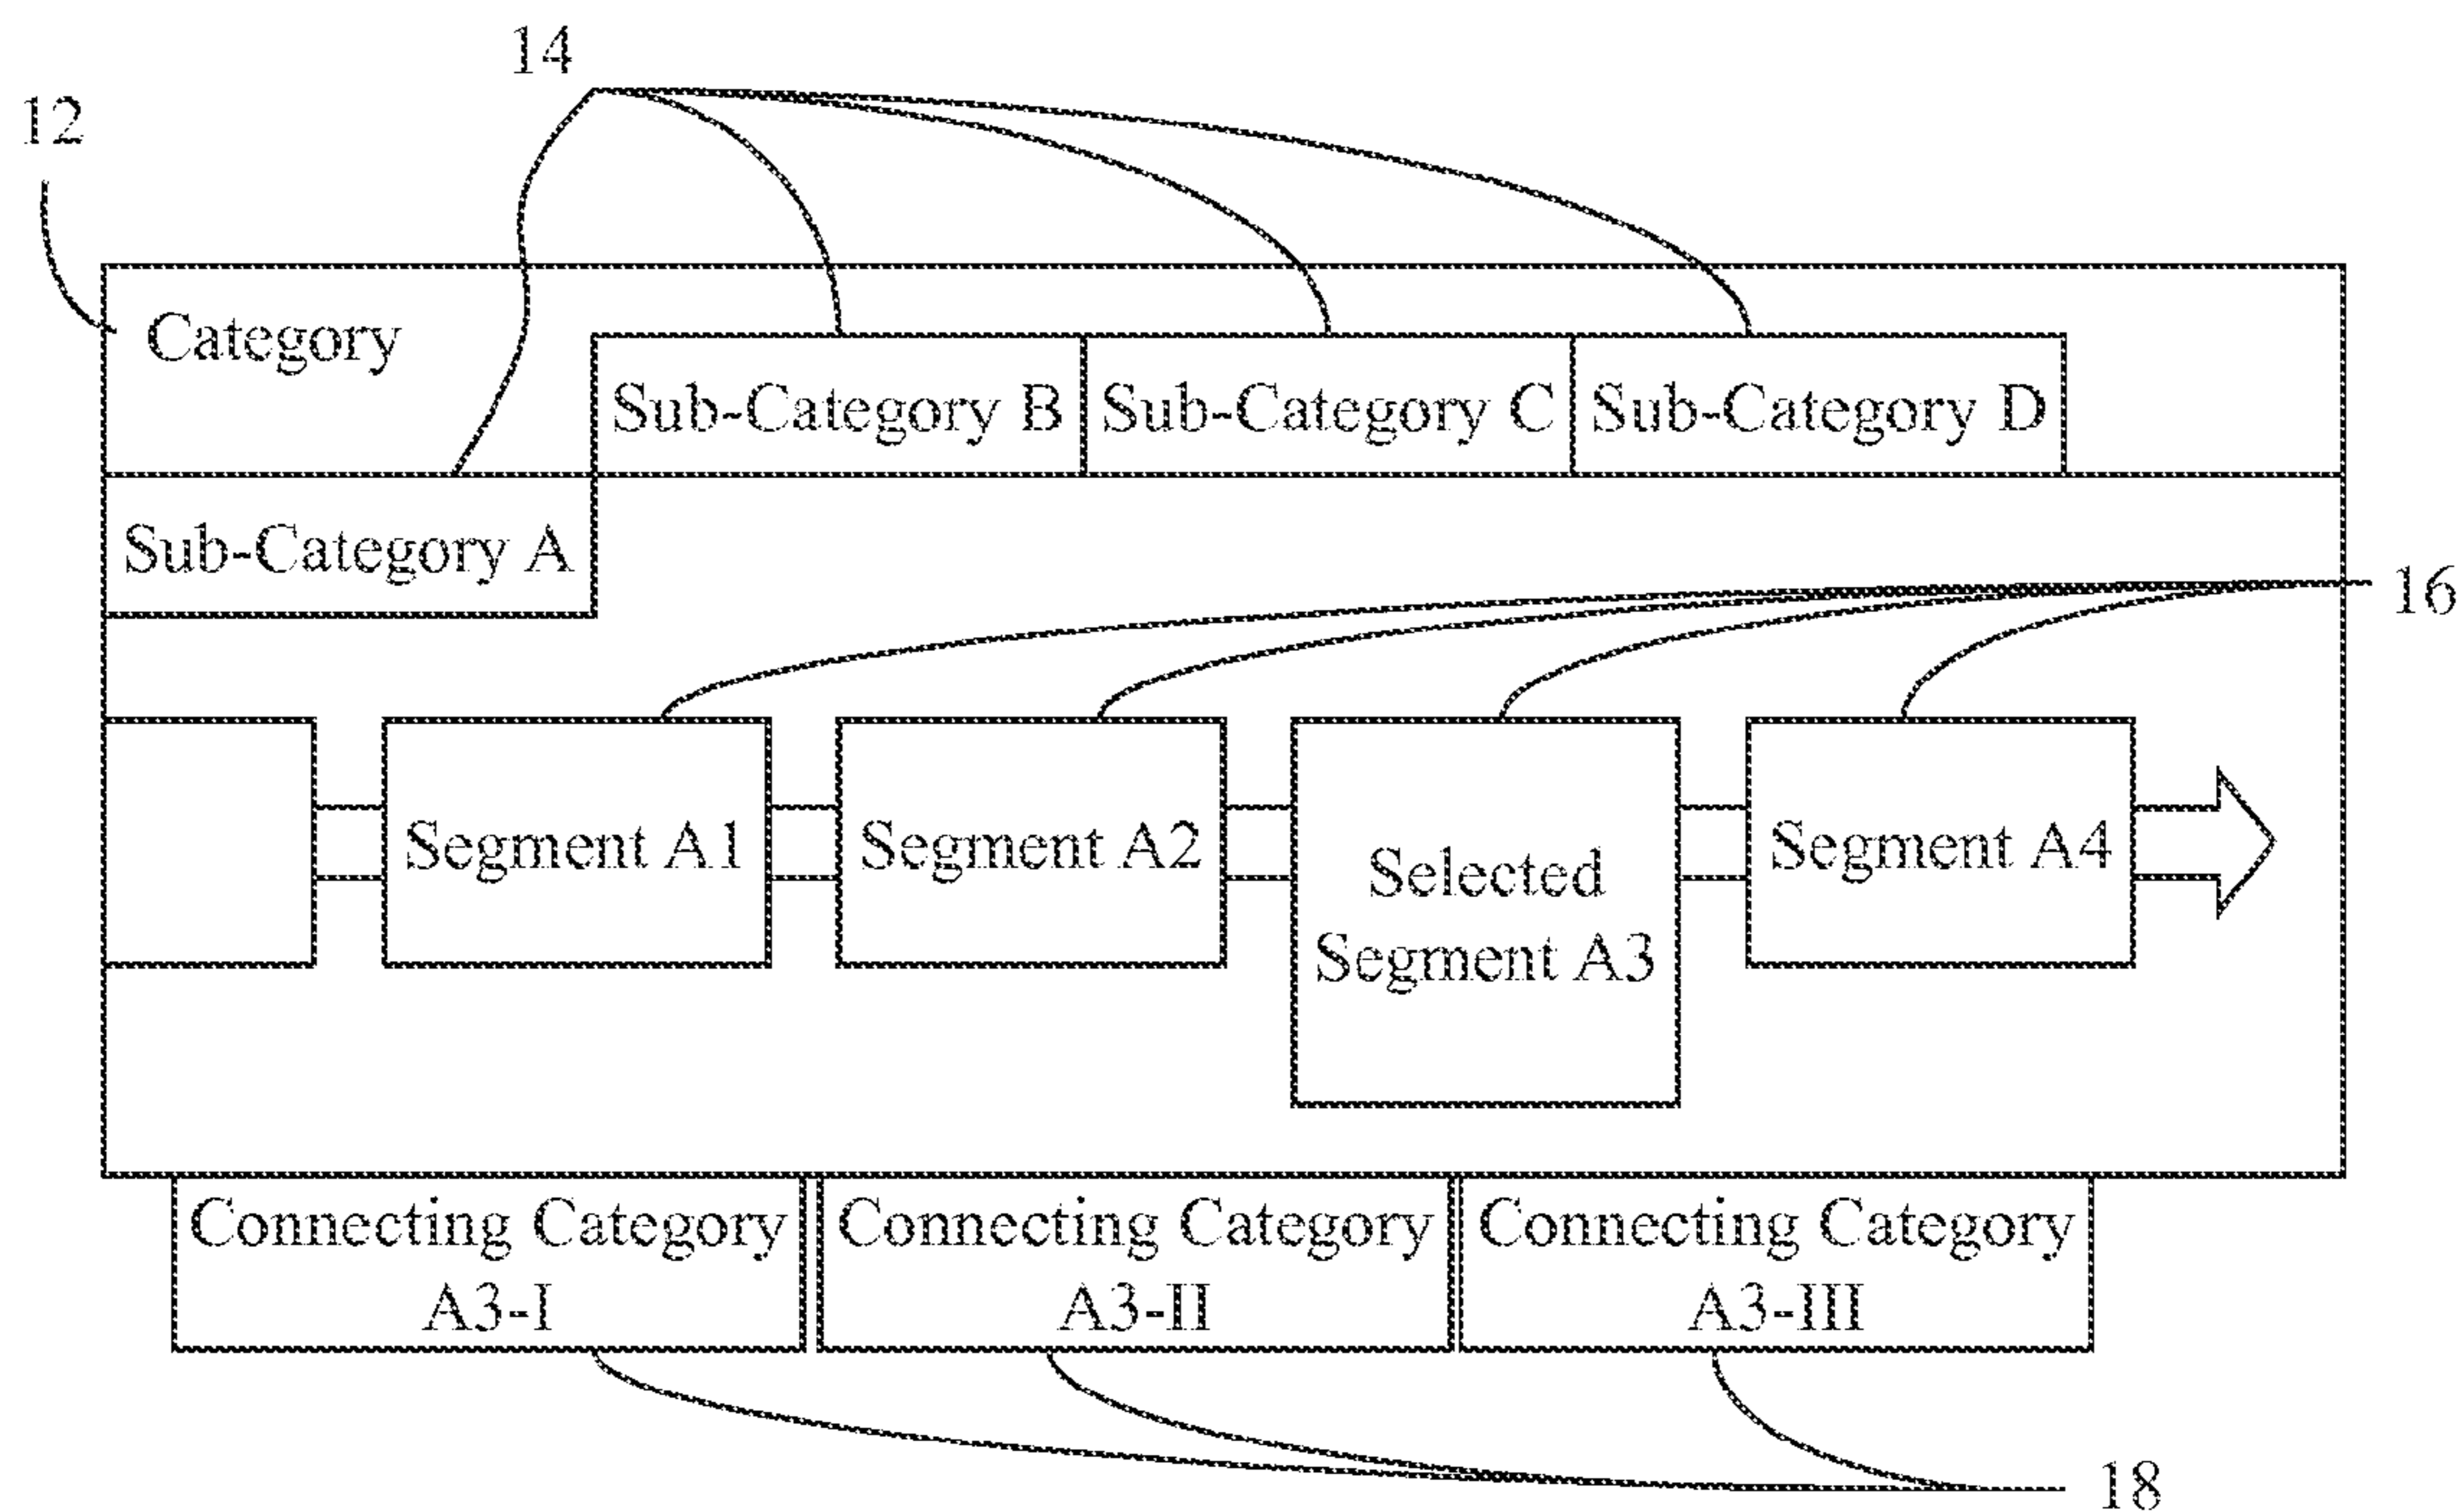 14
12
Category
Sub-Category B
Sub-Category C
Sub-Category D
Sub-Category A
16
Segment A1
Segment A2
Selected
Segment A3
Segment A4
Connecting Category
A3-I
Connecting Category
A3-II
Connecting Category
A3-III
18